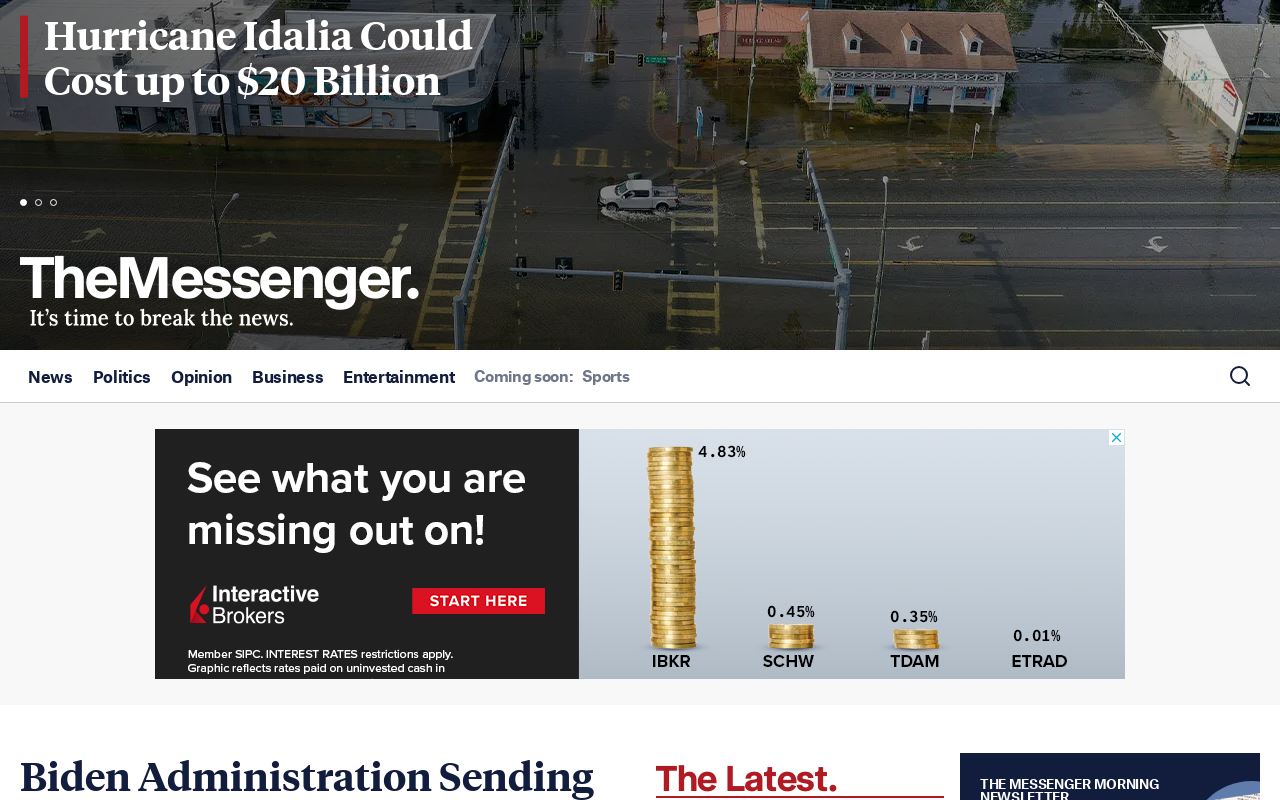 Hurricane Idalia Could
Cost up to $20 Billion
TheMessenger.
It's time to break the news.
News Politics Opinion Business Entertainment Coming soon: Sports
See what you are
missing out on!
Interactive
Brokers
START HERE
Member SIPC. INTEREST RATES restrictions apply.
Graphic reflects rates paid on uninvested cash in
4.83%
0.45%
0.35%
0.01%
IBKR SCHW TDAM ETRAD
Biden Administration Sending
The Latest.
THE MESSENGER MORNING
NEWSLETTER